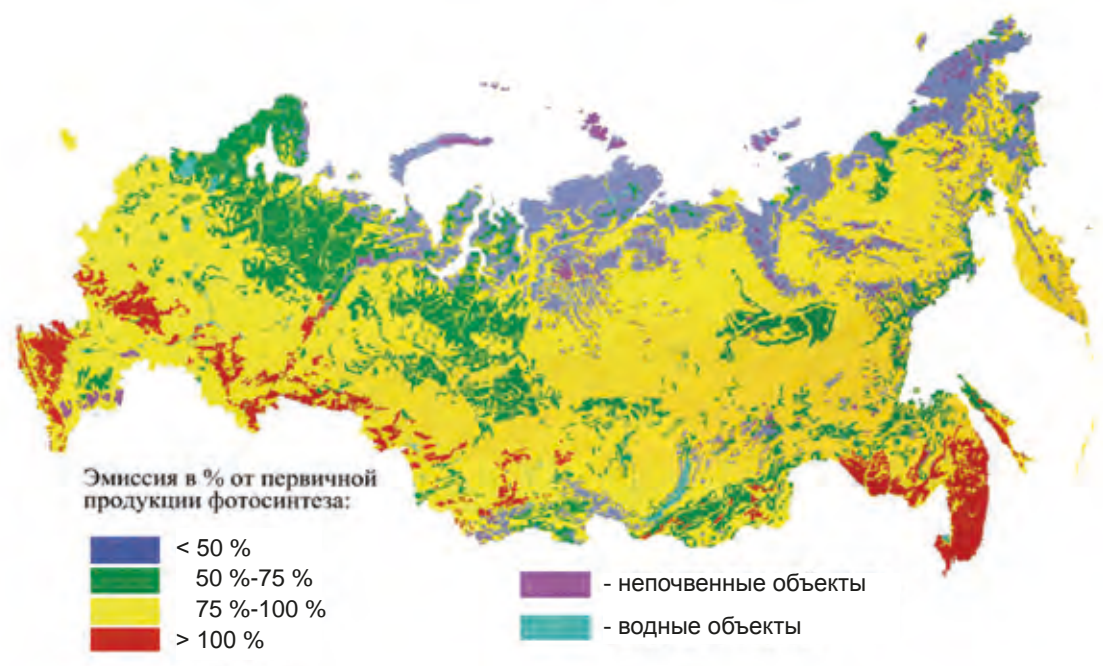 Эмиссия в % от первичной
продукции фотосинтеза:
< 50 %
50 %-75 %
75 %-100 %
> 100 %
- непочвенные объекты
- водные объекты